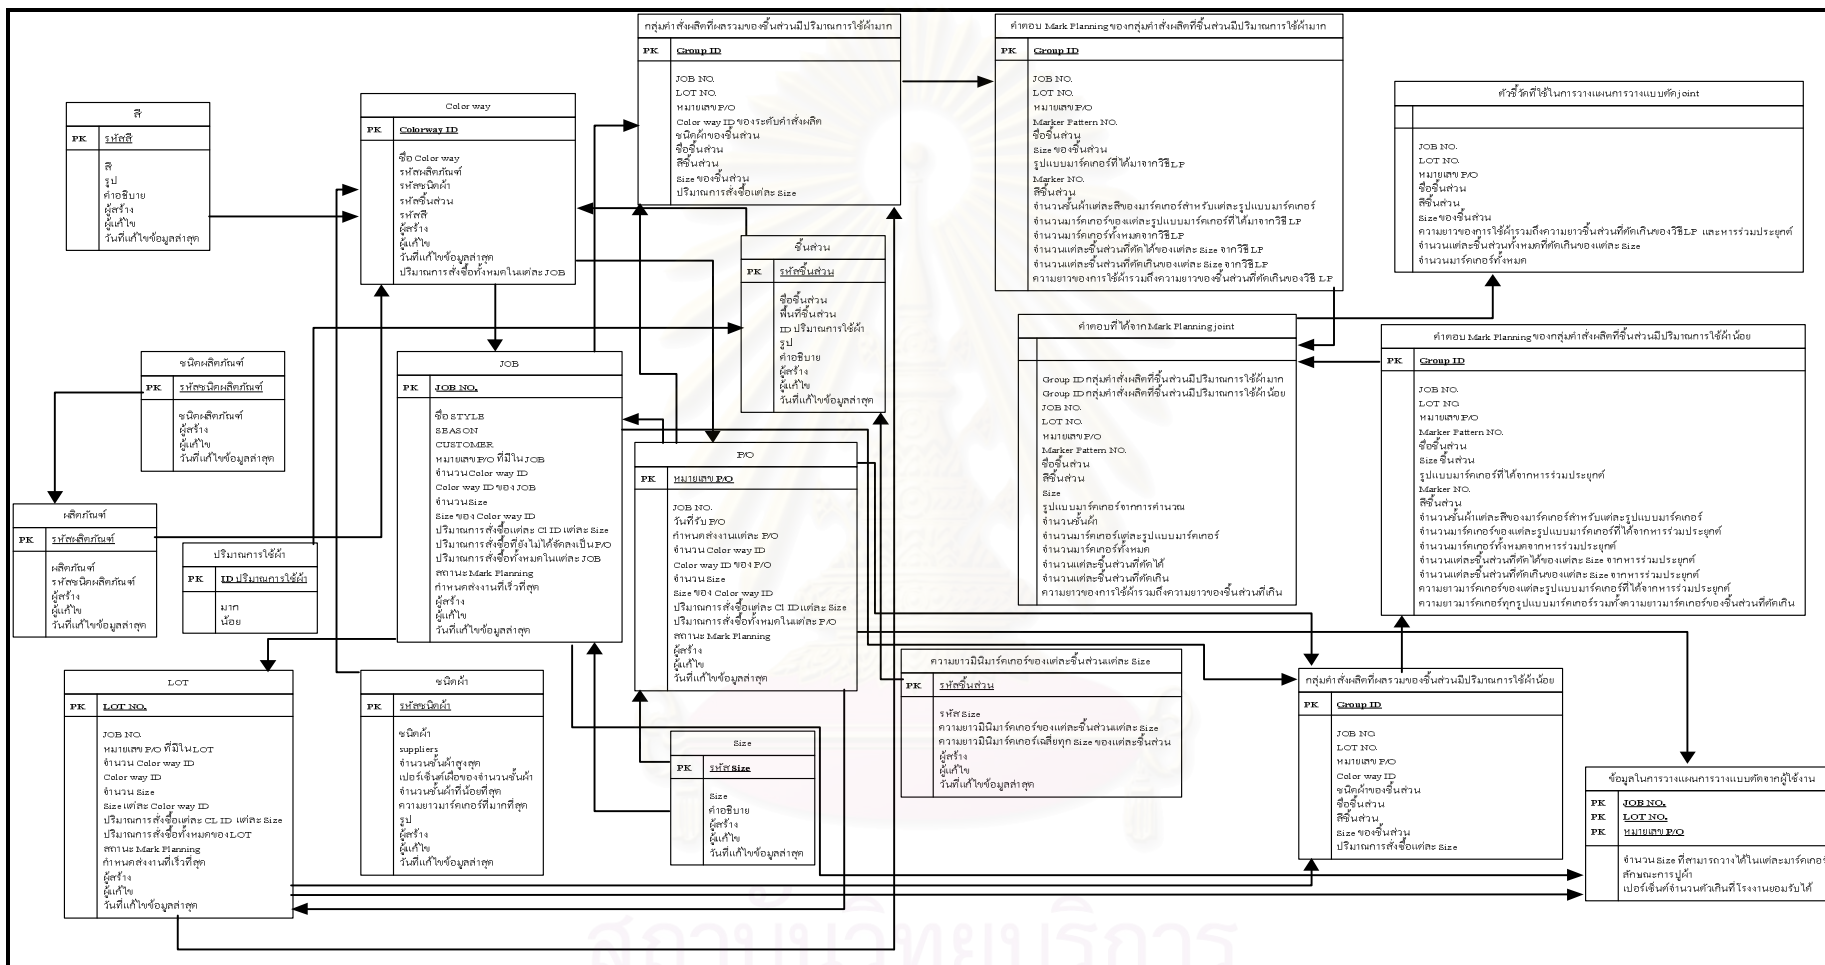 สี
PK รหัสสี
สี
รูป
คำอธิบาย
ผู้สร้าง
ผู้แก้ไข
วันที่แก้ไขข้อมูลล่าสุด
Color way
PK Colorway ID
ชื่อ Color way
รหัสผลิตภัณฑ์
รหัสชนิดผ้า
รหัสชิ้นส่วน
รหัสสี
ผู้สร้าง
ผู้แก้ไข
วันที่แก้ไขข้อมูลล่าสุด
ปริมาณการสั่งซื้อทั้งหมดในแต่ละ JOB
กลุ่มคำสั่งผลิตที่ผลรวมของชิ้นส่วนมีปริมาณการใช้ผ้ามาก
PK Group ID
JOB NO.
LOT NO.
หมายเลข P/O
Color way ID ของระดับคำสั่งผลิต
ชนิดผ้าของชิ้นส่วน
ชื่อชิ้นส่วน
สีชิ้นส่วน
Size ของชิ้นส่วน
ปริมาณการสั่งซื้อแต่ละ Size
คำตอบ Mark Planning ของกลุ่มคำสั่งผลิตที่ชิ้นส่วนมีปริมาณการใช้ผ้ามาก
PK Group ID
JOB NO.
LOT NO.
หมายเลข P/O
Marker Pattern NO.
ชื่อชิ้นส่วน
Size ของชิ้นส่วน
รูปแบบมาร์คเกอร์ที่ได้มาจากวิธี LP
Marker NO.
สีชิ้นส่วน
จำนวนชั้นผ้าแต่ละสีของมาร์คเกอร์สำหรับแต่ละรูปแบบมาร์คเกอร์
จำนวนมาร์คเกอร์ของแต่ละรูปแบบมาร์คเกอร์ที่ได้มาจากวิธี LP
จำนวนมาร์คเกอร์ทั้งหมดจากวิธี LP
จำนวนแต่ละชิ้นส่วนที่ตัดได้ของแต่ละ Size จากวิธี LP
จำนวนแต่ละชิ้นส่วนที่ตัดเกินของแต่ละ Size จากวิธี LP
ความยาวของการใช้ผ้ารวมถึงความยาวของชิ้นส่วนที่ตัดเกินของวิธี LP
ตัวชี้วัดที่ใช้ในการวางแผนการวางแบบตัด joint
JOB NO.
LOT NO.
หมายเลข P/O
ชื่อชิ้นส่วน
สีชิ้นส่วน
Size ของชิ้นส่วน
ความยาวของการใช้ผ้ารวมถึงความยาวชิ้นส่วนที่ตัดเกินของวิธี LP และหารร่วมประยุกต์
จำนวนแต่ละชิ้นส่วนทั้งหมดที่ตัดเกินของแต่ละ Size
จำนวนมาร์คเกอร์ทั้งหมด
ชิ้นส่วน
PK รหัสชิ้นส่วน
ชื่อชิ้นส่วน
พื้นที่ชิ้นส่วน
ID ปริมาณการใช้ผ้า
รูป
คำอธิบาย
ผู้สร้าง
ผู้แก้ไข
วันที่แก้ไขข้อมูลล่าสุด
ชนิดผลิตภัณฑ์
PK รหัสชนิดผลิตภัณฑ์
ชนิดผลิตภัณฑ์
ผู้สร้าง
ผู้แก้ไข
วันที่แก้ไขข้อมูลล่าสุด
JOB
PK JOB NO.
ชื่อ STYLE
SEASON
CUSTOMER
หมายเลข P/O ที่มีใน JOB
จำนวน Color way ID
Color way ID ของ JOB
จำนวน Size
Size ของ Color way ID
ปริมาณการสั่งซื้อแต่ละ Cl ID แต่ละ Size
ปริมาณการสั่งซื้อที่ยังไม่ได้จัดลงเป็น P/O
ปริมาณการสั่งซื้อทั้งหมดในแต่ละ JOB
สถานะ Mark Planning
กำหนดส่งงานที่เร็วที่สุด
ผู้สร้าง
ผู้แก้ไข
วันที่แก้ไขข้อมูลล่าสุด
คำตอบที่ได้จาก Mark Planning joint
Group ID กลุ่มคำสั่งผลิตที่ชิ้นส่วนมีปริมาณการใช้ผ้ามาก
Group ID กลุ่มคำสั่งผลิตที่ชิ้นส่วนมีปริมาณการใช้ผ้าน้อย
JOB NO.
LOT NO.
หมายเลข P/O
Marker Pattern NO.
ชื่อชิ้นส่วน
สีชิ้นส่วน
Size
รูปแบบมาร์คเกอร์จากการคำนวณ
จำนวนชั้นผ้า
จำนวนมาร์คเกอร์แต่ละรูปแบบมาร์คเกอร์
จำนวนมาร์คเกอร์ทั้งหมด
จำนวนแต่ละชิ้นส่วนที่ตัดได้
จำนวนแต่ละชิ้นส่วนที่ตัดเกิน
ความยาวของการใช้ผ้ารวมถึงความยาวของชิ้นส่วนที่เกิน
คำตอบ Mark Planning ของกลุ่มคำสั่งผลิตที่ชิ้นส่วนมีปริมาณการใช้ผ้าน้อย
PK Group ID
JOB NO.
LOT NO.
หมายเลข P/O
Marker Pattern NO.
ชื่อชิ้นส่วน
Size ชิ้นส่วน
รูปแบบมาร์คเกอร์ที่ได้จากหารร่วมประยุกต์
Marker NO.
สีชิ้นส่วน
จำนวนชั้นผ้าแต่ละสีของมาร์คเกอร์สำหรับแต่ละรูปแบบมาร์คเกอร์
จำนวนมาร์คเกอร์ของแต่ละรูปแบบมาร์คเกอร์ที่ได้จากหารร่วมประยุกต์
จำนวนมาร์คเกอร์ทั้งหมดจากหารร่วมประยุกต์
จำนวนแต่ละชิ้นส่วนที่ตัดได้ของแต่ละ Size จากหารร่วมประยุกต์
จำนวนแต่ละชิ้นส่วนที่ตัดเกินของแต่ละ Size จากหารร่วมประยุกต์
ความยาวมาร์คเกอร์ของแต่ละรูปแบบมาร์คเกอร์ที่ได้จากหารร่วมประยุกต์
ความยาวมาร์คเกอร์ทุกรูปแบบมาร์คเกอร์รวมทั้งความยาวมาร์คเกอร์ของชิ้นส่วนที่ตัดเกิน
P/O
PK หมายเลข P/O
JOB NO.
วันที่รับ P/O
กำหนดส่งงานแต่ละ P/O
จำนวน Color way ID
Color way ID ของ P/O
จำนวน Size
Size ของ Color way ID
ปริมาณการสั่งซื้อแต่ละ Cl ID แต่ละ Size
ปริมาณการสั่งซื้อทั้งหมดในแต่ละ P/O
สถานะ Mark Planning
ผู้สร้าง
ผู้แก้ไข
วันที่แก้ไขข้อมูลล่าสุด
ผลิตภัณฑ์
PK รหัสผลิตภัณฑ์
ผลิตภัณฑ์
รหัสชนิดผลิตภัณฑ์
ผู้สร้าง
ผู้แก้ไข
วันที่แก้ไขข้อมูลล่าสุด
ปริมาณการใช้ผ้า
PK ID ปริมาณการใช้ผ้า
มาก
น้อย
LOT
PK LOT NO.
JOB NO.
หมายเลข P/O ที่มีใน LOT
จำนวน Color way ID
Color way ID
จำนวน Size
Size แต่ละ Color way ID
ปริมาณการสั่งซื้อแต่ละ CL ID แต่ละ Size
ปริมาณการสั่งซื้อทั้งหมดของ LOT
สถานะ Mark Planning
กำหนดส่งงานที่เร็วที่สุด
ผู้สร้าง
ผู้แก้ไข
วันที่แก้ไขข้อมูลล่าสุด
ชนิดผ้า
PK รหัสชนิดผ้า
ชนิดผ้า
suppliers
จำนวนชั้นผ้าสูงสุด
เปอร์เซ็นต์เผื่อของจำนวนชั้นผ้า
จำนวนชั้นผ้าที่น้อยที่สุด
ความยาวมาร์คเกอร์ที่มากที่สุด
รูป
ผู้สร้าง
ผู้แก้ไข
วันที่แก้ไขข้อมูลล่าสุด
Size
PK รหัส Size
Size
คำอธิบาย
ผู้สร้าง
ผู้แก้ไข
วันที่แก้ไขข้อมูลล่าสุด
ความยาวมินิมาร์คเกอร์ของแต่ละชิ้นส่วนแต่ละ Size
PK รหัสชิ้นส่วน
รหัส Size
ความยาวมินิมาร์คเกอร์ของแต่ละชิ้นส่วนแต่ละ Size
ความยาวมินิมาร์คเกอร์เฉลี่ยทุก Size ของแต่ละชิ้นส่วน
ผู้สร้าง
ผู้แก้ไข
วันที่แก้ไขข้อมูลล่าสุด
กลุ่มคำสั่งผลิตที่ผลรวมของชิ้นส่วนมีปริมาณการใช้ผ้าน้อย
PK Group ID
JOB NO.
LOT NO.
หมายเลข P/O
Color way ID
ชนิดผ้าของชิ้นส่วน
ชื่อชิ้นส่วน
สีชิ้นส่วน
Size ของชิ้นส่วน
ปริมาณการสั่งซื้อแต่ละ Size
ข้อมูลในการวางแผนการวางแบบตัดจากผู้ใช้งาน
PK JOB NO.
PK LOT NO.
PK หมายเลข P/O
จำนวน Size ที่สามารถวางได้ในแต่ละมาร์คเกอร์
ลักษณะการปูผ้า
เปอร์เซ็นต์จำนวนตัวเกินที่โรงงานยอมรับได้
สถาบันวิทยบริการ